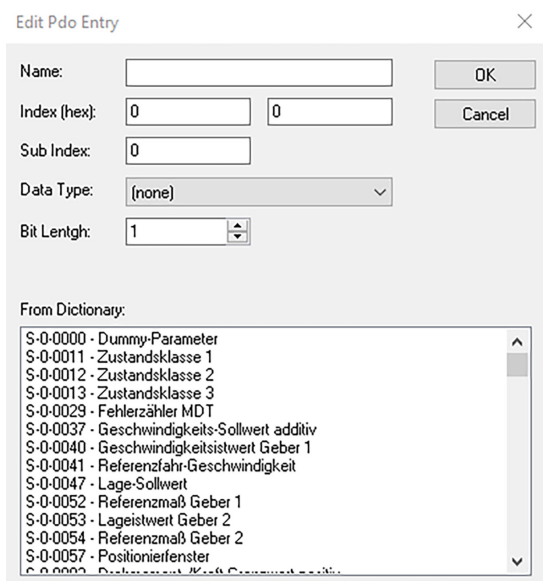 Edit Pdo Entry
Name:
OK
Index (hex): 0 0
Cancel
Sub Index: 0
Data Type: (none)
Bit Lentgh: 1
From Dictionary:
S-0-0000 - Dummy-Parameter
S-0-0011 - Zustandsklasse 1
S-0-0012 - Zustandsklasse 2
S-0-0013 - Zustandsklasse 3
S-0-0029 - Fehlerzähler MDT
S-0-0037 - Geschwindigkeits-Sollwert additiv
S-0-0040 - Geschwindigkeitsistwert Geber 1
S-0-0041 - Referenzfahr-Geschwindigkeit
S-0-0047 - Lage-Sollwert
S-0-0052 - Referenzmaß Geber 1
S-0-0053 - Lageistwert Geber 2
S-0-0054 - Referenzmaß Geber 2
S-0-0057 - Positionierfenster